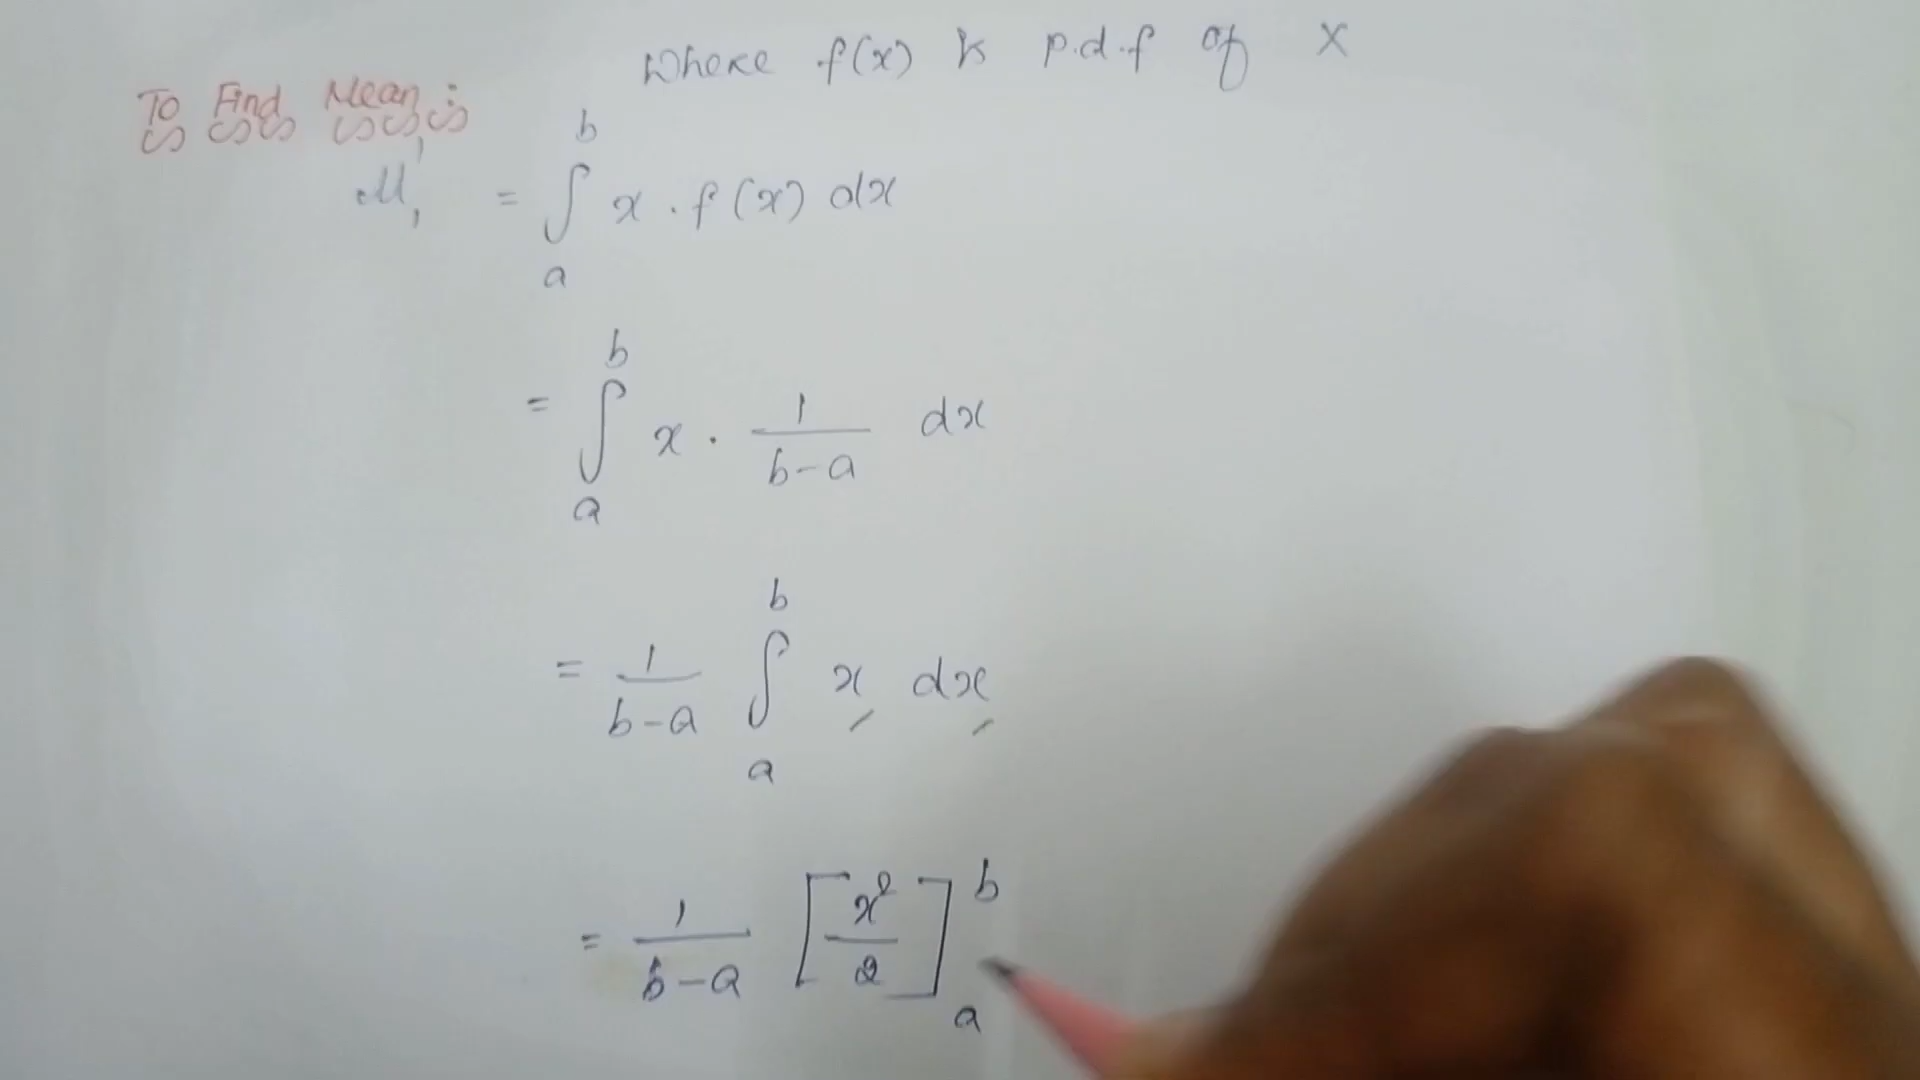 Where f(x) is p.d.f of X
To Find Mean :
μ₁' = ∫ₐᵇ x . f(x) dx
= ∫ₐᵇ x . 1/(b-a) dx
= 1/(b-a) ∫ₐᵇ x dx
= 1/(b-a) [x²/2]ₐᵇ